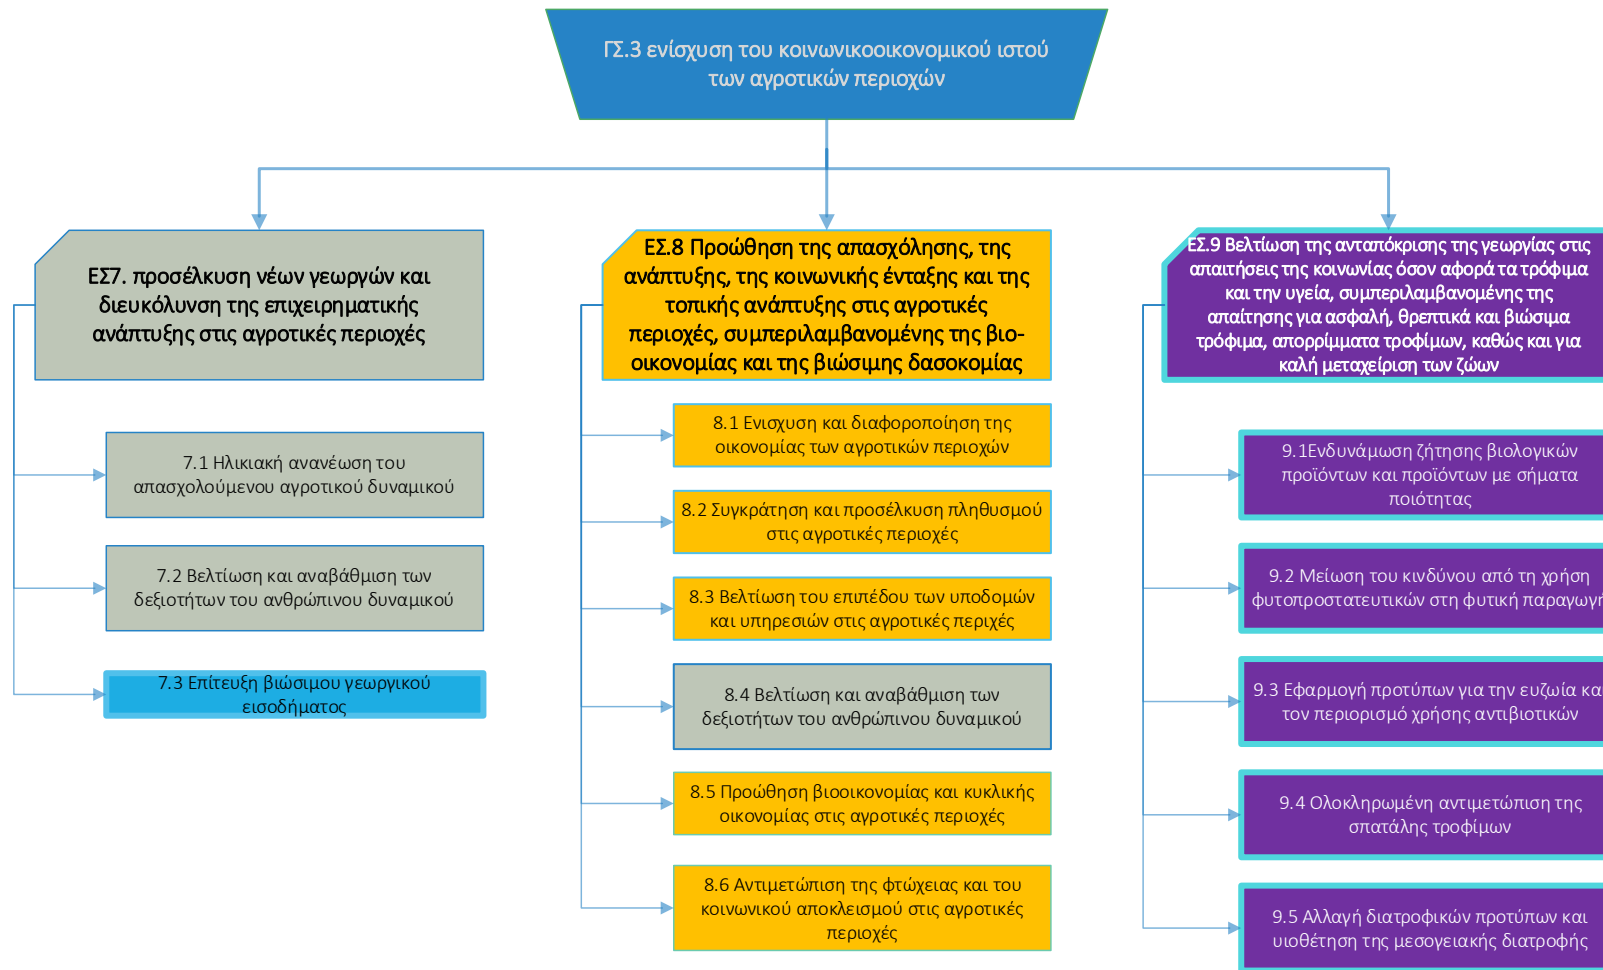 ΓΣ.3 ενίσχυση του κοινωνικοοικονομικού ιστού
των αγροτικών περιοχών
ΕΣ7. προσέλκυση νέων γεωργών και
διευκόλυνση της επιχειρηματικής
ανάπτυξης στις αγροτικές περιοχές
7.1 Ηλικιακή ανανέωση του
απασχολούμενου αγροτικού δυναμικού
7.2 Βελτίωση και αναβάθμιση των
δεξιοτήτων του ανθρώπινου δυναμικού
7.3 Επίτευξη βιώσιμου γεωργικού
εισοδήματος
ΕΣ.8 Προώθηση της απασχόλησης, της
ανάπτυξης, της κοινωνικής ένταξης και της
τοπικής ανάπτυξης στις αγροτικές
περιοχές, συμπεριλαμβανομένης της βιο-
οικονομίας και της βιώσιμης δασοκομίας
8.1 Ενισχυση και διαφοροποίηση της
οικονομίας των αγροτικών περιοχών
8.2 Συγκράτηση και προσέλκυση πληθυσμού
στις αγροτικές περιοχές
8.3 Βελτίωση του επιπέδου των υποδομών
και υπηρεσιών στις αγροτικές περιχές
8.4 Βελτίωση και αναβάθμιση των
δεξιοτήτων του ανθρώπινου δυναμικού
8.5 Προώθηση βιοοικονομίας και κυκλικής
οικονομίας στις αγροτικές περιοχές
8.6 Αντιμετώπιση της φτώχειας και του
κοινωνικού αποκλεισμού στις αγροτικές
περιοχές
ΕΣ.9 Βελτίωση της ανταπόκρισης της γεωργίας στις
απαιτήσεις της κοινωνίας όσον αφορά τα τρόφιμα
και την υγεία, συμπεριλαμβανομένης της
απαίτησης για ασφαλή, θρεπτικά και βιώσιμα
τρόφιμα, απορρίμματα τροφίμων, καθώς και για
καλή μεταχείριση των ζώων
9.1Ενδυνάμωση ζήτησης βιολογικών
προϊόντων και προϊόντων με σήματα
ποιότητας
9.2 Μείωση του κινδύνου από τη χρήση
φυτοπροστατευτικών στη φυτική παραγωγή
9.3 Εφαρμογή προτύπων για την ευζωία και
τον περιορισμό χρήσης αντιβιοτικών
9.4 Ολοκληρωμένη αντιμετώπιση της
σπατάλης τροφίμων
9.5 Αλλαγή διατροφικών προτύπων και
υιοθέτηση της μεσογειακής διατροφής